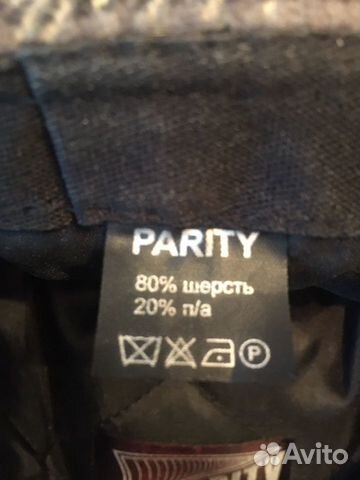 PARITY
80% шерсть
20% п/а
P
Avito